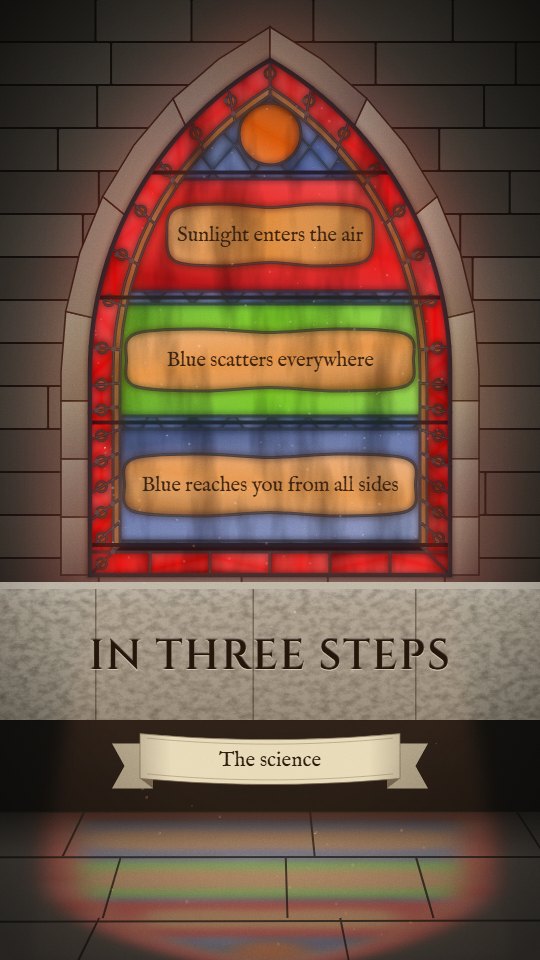 Sunlight enters the air
Blue scatters everywhere
Blue reaches you from all sides
IN THREE STEPS
The science